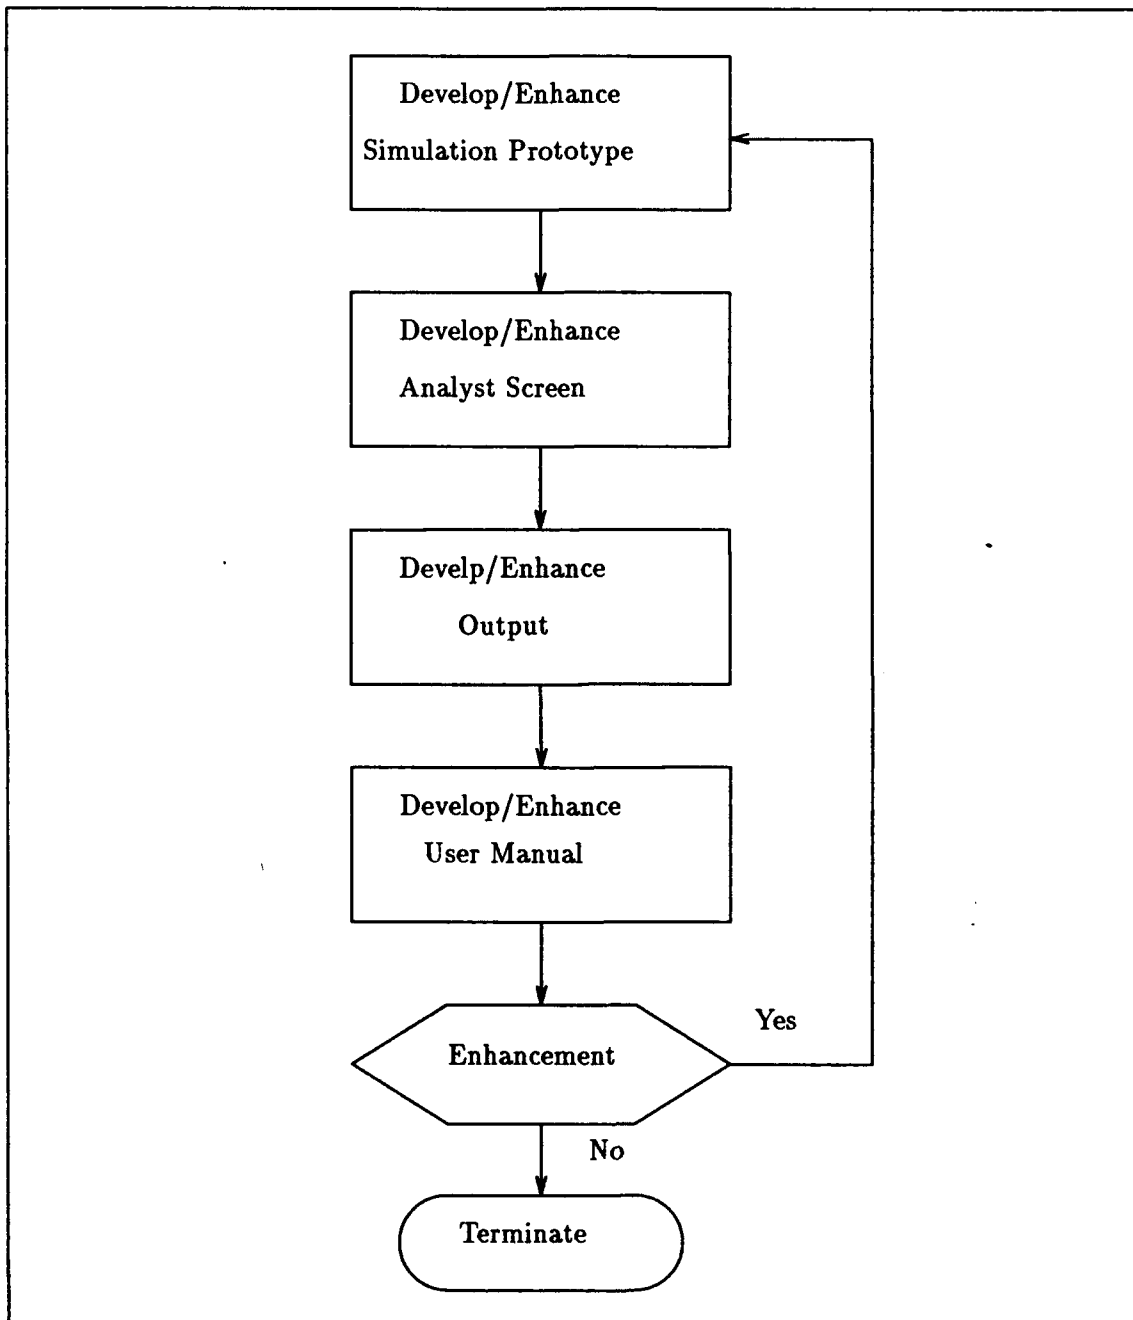 Develop/Enhance
Simulation Prototype
Develop/Enhance
Analyst Screen
Develp/Enhance
Output
Develop/Enhance
User Manual
Yes
Enhancement
No
Terminate